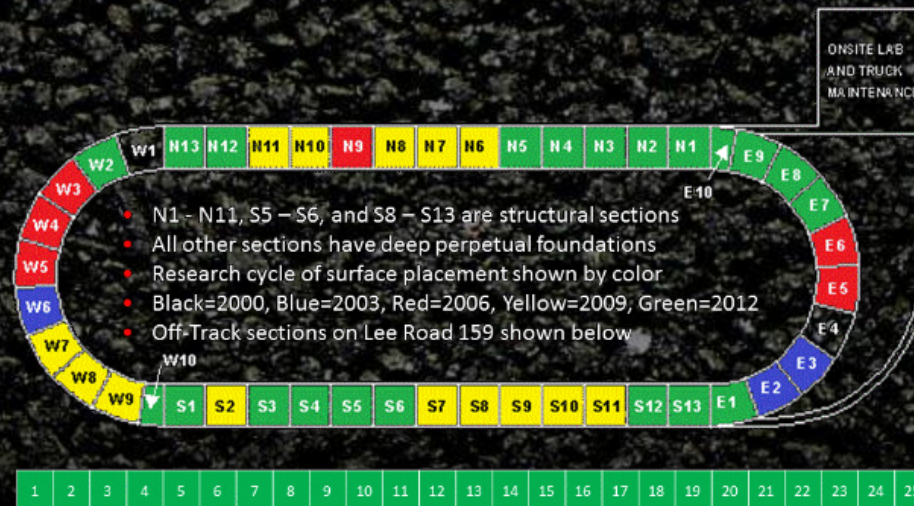 ONSITE LAB
AND TRUCK
MAINTENANCE
W1 N13 N12 N11 N10 N9 N8 N7 N6 N5 N4 N3 N2 N1
W2
E9
E8
W3
E10
E7
• N1 - N11, S5 – S6, and S8 – S13 are structural sections
W4
• All other sections have deep perpetual foundations
E6
W5
• Research cycle of surface placement shown by color
E5
W6
• Black=2000, Blue=2003, Red=2006, Yellow=2009, Green=2012
E4
• Off-Track sections on Lee Road 159 shown below
W7
W10
E3
W8
E2
W9
S1 S2 S3 S4 S5 S6 S7 S8 S9 S10 S11 S12 S13 E1
1 2 3 4 5 6 7 8 9 10 11 12 13 14 15 16 17 18 19 20 21 22 23 24 25